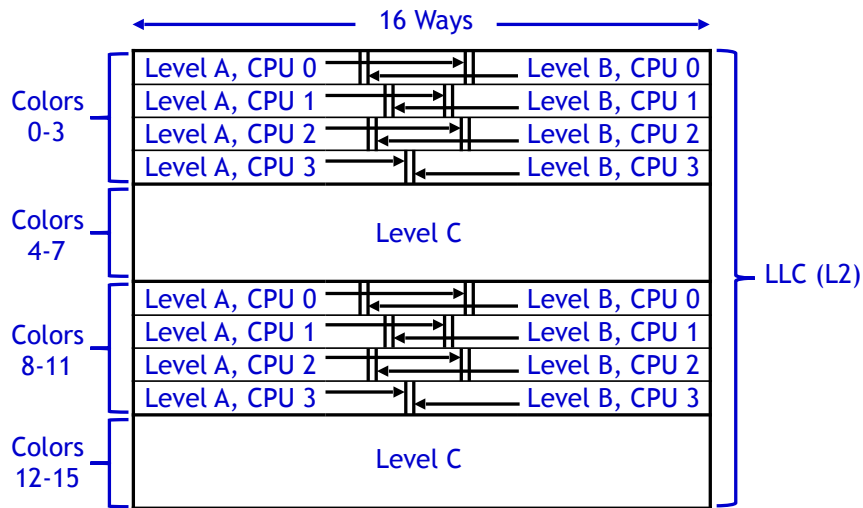 16 Ways
Colors
0-3
Level A, CPU 0
Level B, CPU 0
Level A, CPU 1
Level B, CPU 1
Level A, CPU 2
Level B, CPU 2
Level A, CPU 3
Level B, CPU 3
Colors
4-7
Level C
LLC (L2)
Colors
8-11
Level A, CPU 0
Level B, CPU 0
Level A, CPU 1
Level B, CPU 1
Level A, CPU 2
Level B, CPU 2
Level A, CPU 3
Level B, CPU 3
Colors
12-15
Level C